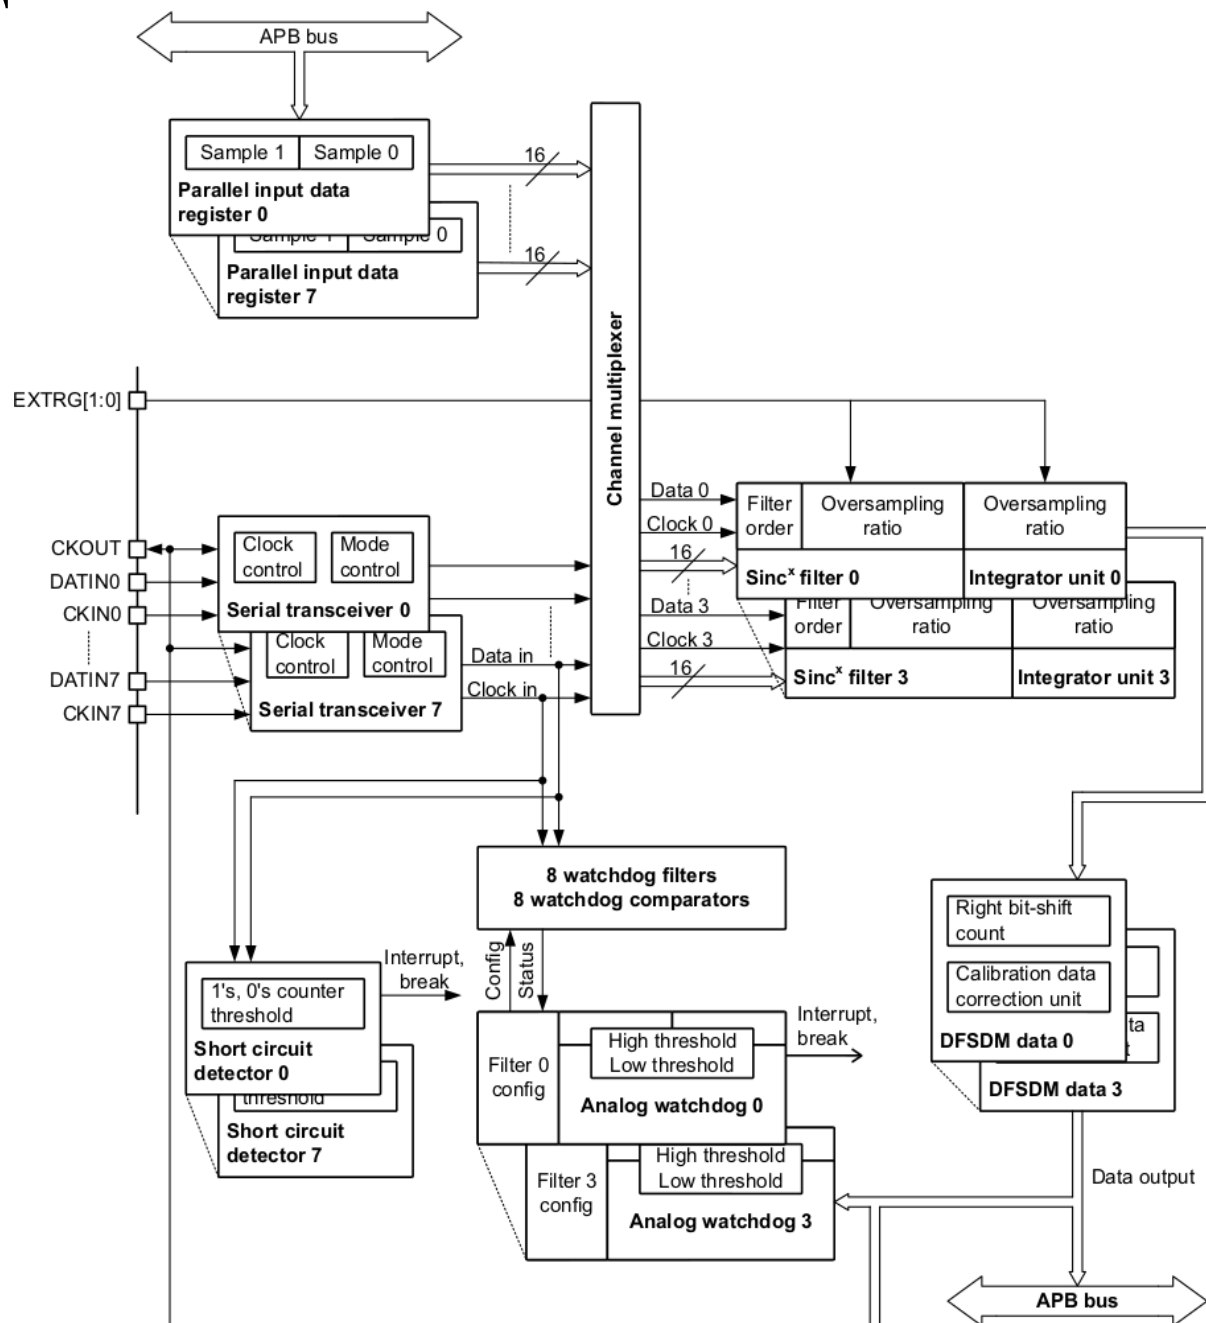 APB bus
Sample 1 Sample 0
Parallel input data
register 0
Sample 1 Sample 0
Parallel input data
register 7
16
16
Channel multiplexer
EXTRG[1:0]
CKOUT
DATIN0
CKIN0
DATIN7
CKIN7
Clock
control
Mode
control
Serial transceiver 0
Clock
control
Mode
control
Serial transceiver 7
Data in
Clock in
Data 0
Clock 0
16
Data 3
Clock 3
16
Filter
order
Oversampling
ratio
Oversampling
ratio
Sincˣ filter 0
Integrator unit 0
Filter
order
Oversampling
ratio
Oversampling
ratio
Sincˣ filter 3
Integrator unit 3
8 watchdog filters
8 watchdog comparators
Config
Status
Interrupt,
break
1's, 0's counter
threshold
Short circuit
detector 0
threshold
Short circuit
detector 7
Filter 0
config
High threshold
Low threshold
Analog watchdog 0
Interrupt,
break
Filter 3
config
High threshold
Low threshold
Analog watchdog 3
Right bit-shift
count
Calibration data
correction unit
DFSDM data 0
ta
t
DFSDM data 3
Data output
APB bus